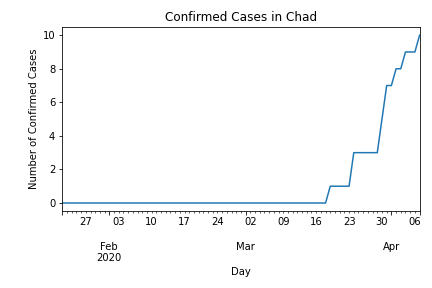 Confirmed Cases in Chad
Number of Confirmed Cases
10
8
6
4
2
0
27 03 10 17 24 02 09 16 23 30 06
Feb Mar Apr
2020
Day